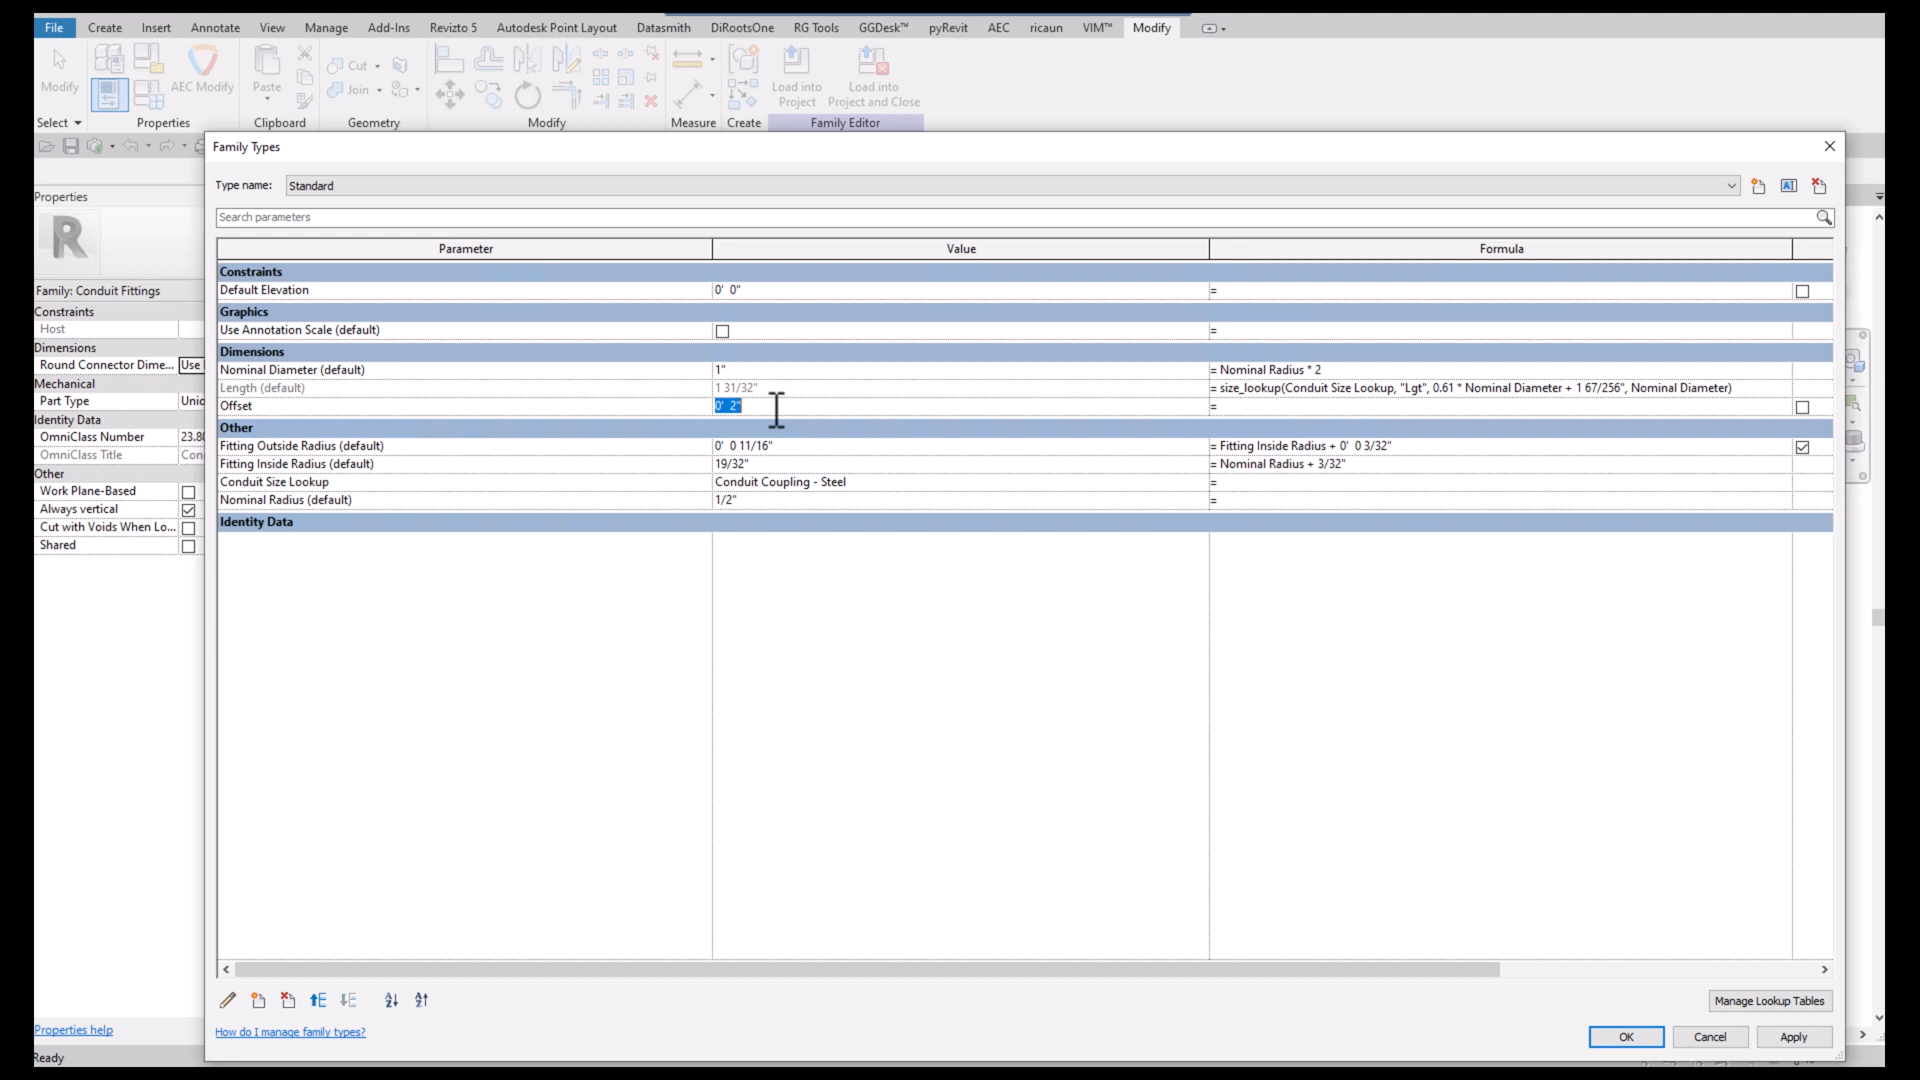 File Create Insert Annotate View Manage Add-Ins Revizto 5 Autodesk Point Layout Datasmith DiRootsOne RG Tools GGDesk™ pyRevit AEC ricaun VIM™ Modify
Modify AEC Modify Paste Cut Join Load into Project Load into Project and Close
Select Properties Clipboard Geometry Modify Measure Create Family Editor
Family Types
Type name: Standard
Search parameters
Parameter Value Formula
Constraints
Default Elevation 0' 0" =
Graphics
Use Annotation Scale (default) =
Dimensions
Nominal Diameter (default) 1" = Nominal Radius * 2
Length (default) 1 31/32" = size_lookup(Conduit Size Lookup, "Lgt", 0.61 * Nominal Diameter + 1 67/256", Nominal Diameter)
Offset 0' 2" =
Other
Fitting Outside Radius (default) 0' 0 11/16" = Fitting Inside Radius + 0' 0 3/32"
Fitting Inside Radius (default) 19/32" = Nominal Radius + 3/32"
Conduit Size Lookup Conduit Coupling - Steel =
Nominal Radius (default) 1/2" =
Identity Data
Manage Lookup Tables
How do I manage family types?
OK Cancel Apply
Properties
R
Family: Conduit Fittings
Constraints
Host
Dimensions
Round Connector Dime... Use
Mechanical
Part Type Unio
Identity Data
OmniClass Number 23.80
OmniClass Title Con
Other
Work Plane-Based
Always vertical
Cut with Voids When Lo...
Shared
Properties help
Ready